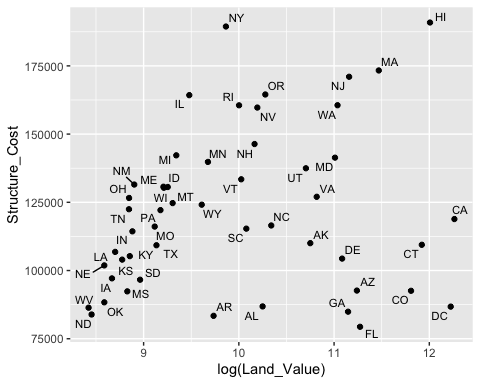 NY
HI
MA
175000
NJ
OR
IL
RI
NV
WA
150000
NH
MI
MN
MD
NM
ME
ID
UT
VT
OH
WI
MT
VA
WY
125000
CA
TN
PA
NC
SC
MO
AK
IN
CT
KY
TX
DE
LA
KS
SD
NE
100000
IA
AZ
MS
CO
WV
OK
AR
AL
GA
DC
ND
FL
75000
9
10
11
12
log(Land_Value)
Structure_Cost